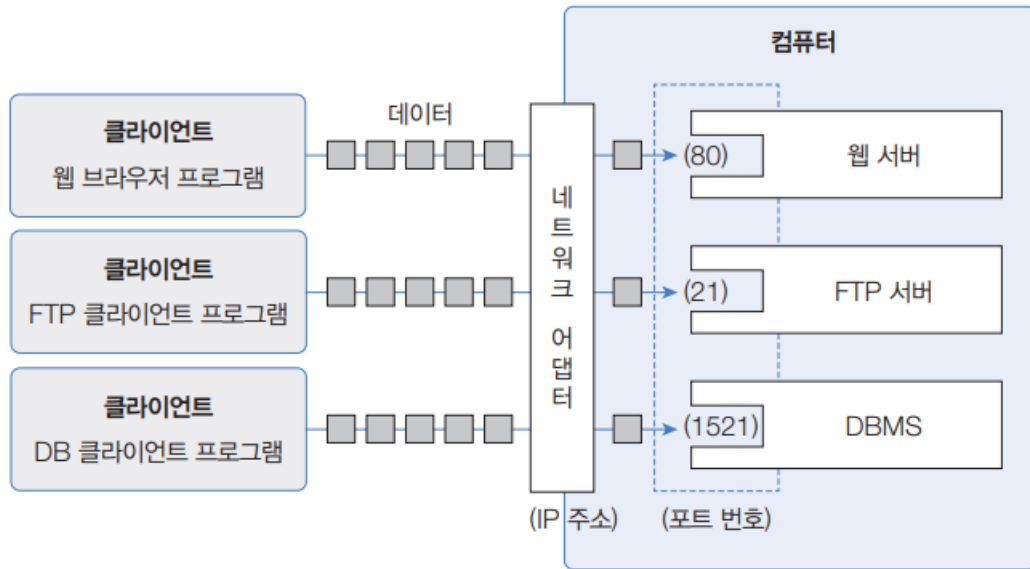 컴퓨터
클라이언트
웹 브라우저 프로그램
데이터
(80)
웹 서버
클라이언트
FTP 클라이언트 프로그램
네트워크 어댑터
(21)
FTP 서버
클라이언트
DB 클라이언트 프로그램
(1521)
DBMS
(IP 주소)
(포트 번호)